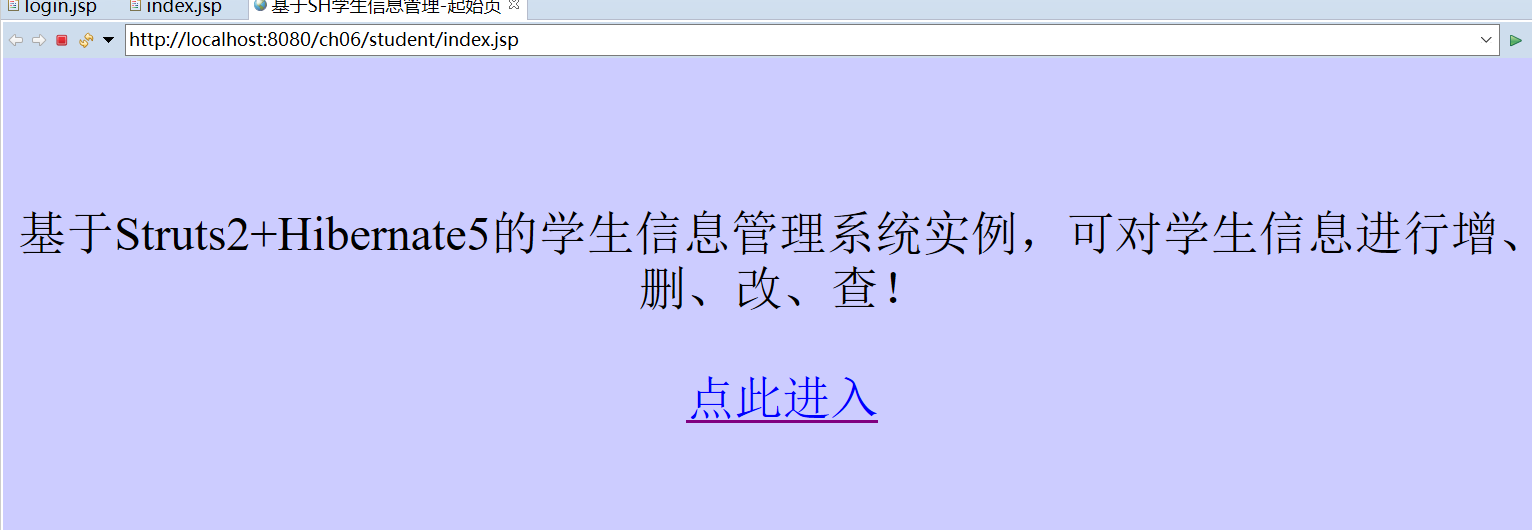 login.jsp index.jsp 基于SH学生信息管理-起始页
http://localhost:8080/ch06/student/index.jsp
基于Struts2+Hibernate5的学生信息管理系统实例，可对学生信息进行增、
删、改、查！
点此进入